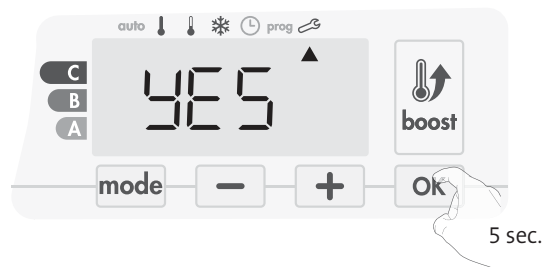 auto prog
C
B
A
YES
boost
mode − + OK
5 sec.